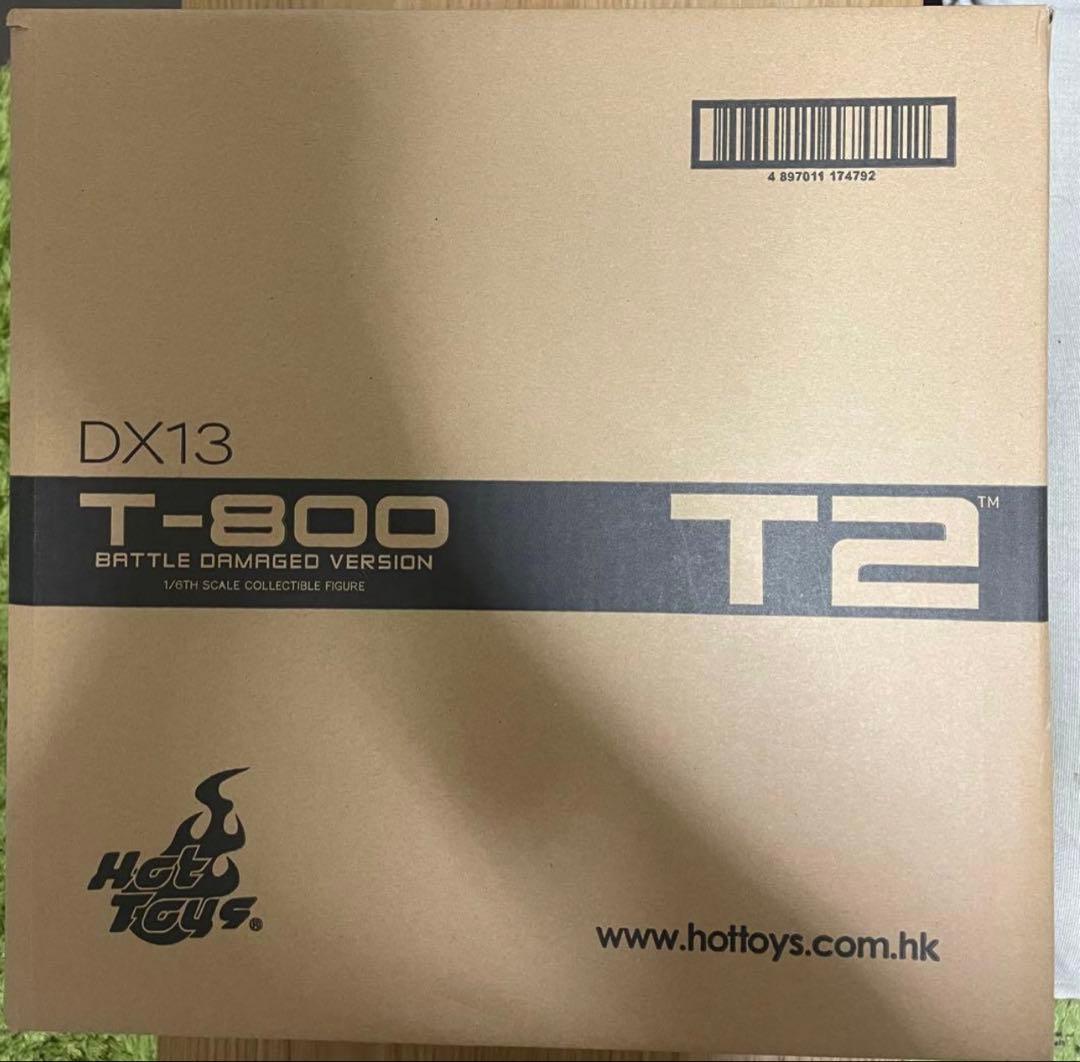 4 897011 174792
DX13
T-800
BATTLE DAMAGED VERSION
1/6TH SCALE COLLECTIBLE FIGURE
T2™
Hot
Toys®
www.hottoys.com.hk